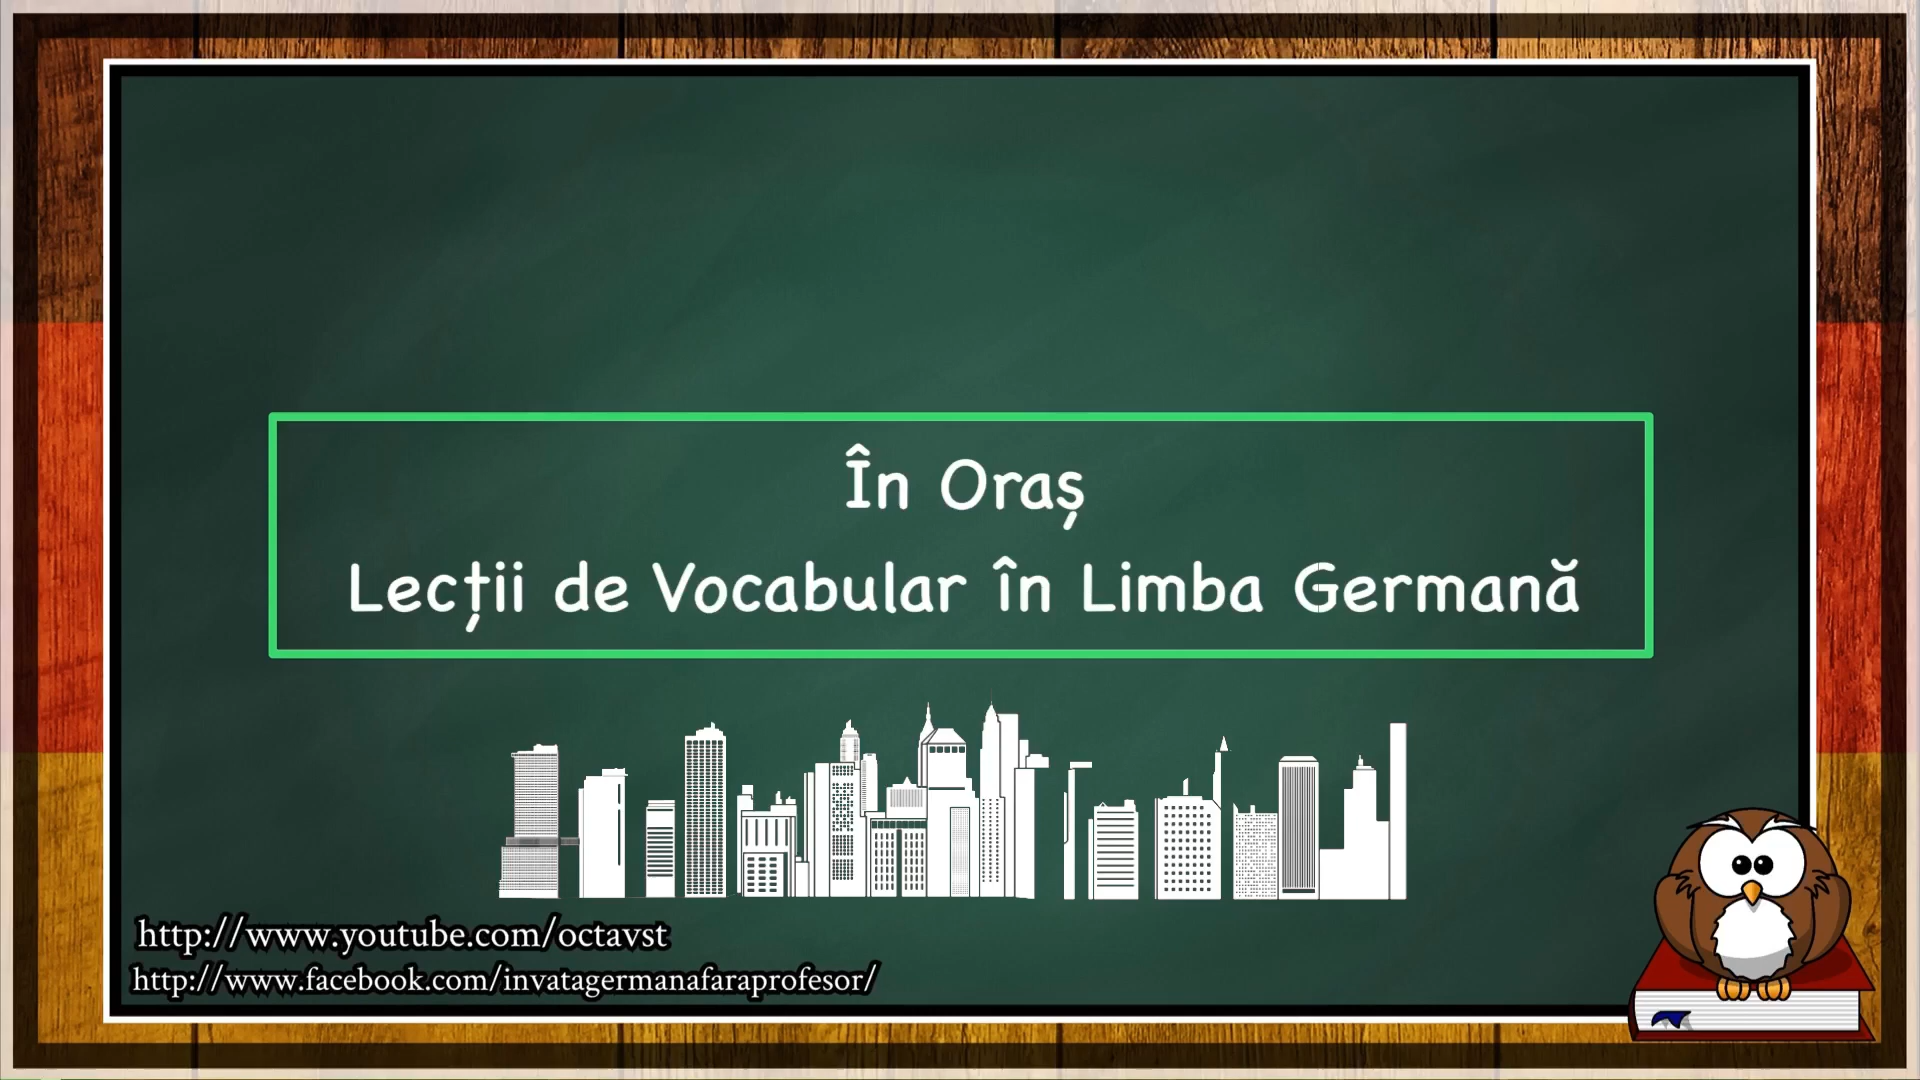 În Oraș
Lecții de Vocabular în Limba Germană
http://www.youtube.com/octavst
http://www.facebook.com/invatagermanafaraprofesor/